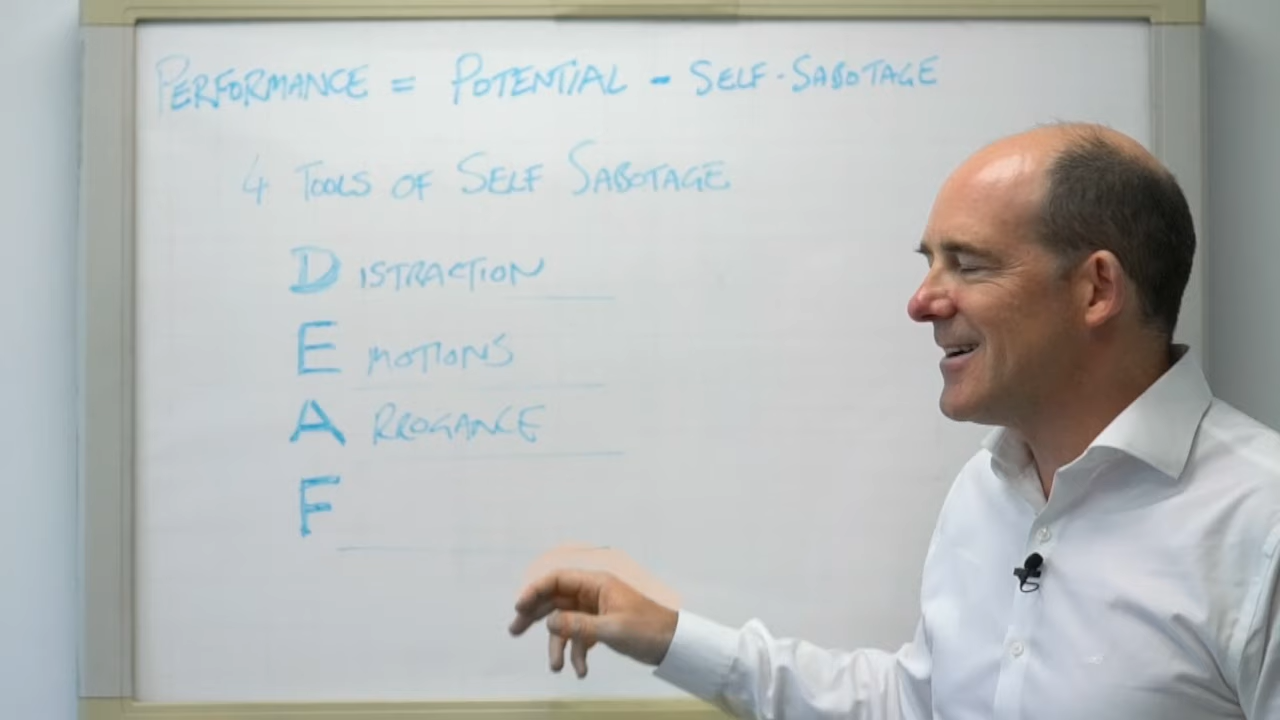 PERFORMANCE = POTENTIAL - SELF-SABOTAGE
4 TOOLS OF SELF SABOTAGE
DISTRACTION
EMOTIONS
ARROGANCE
F